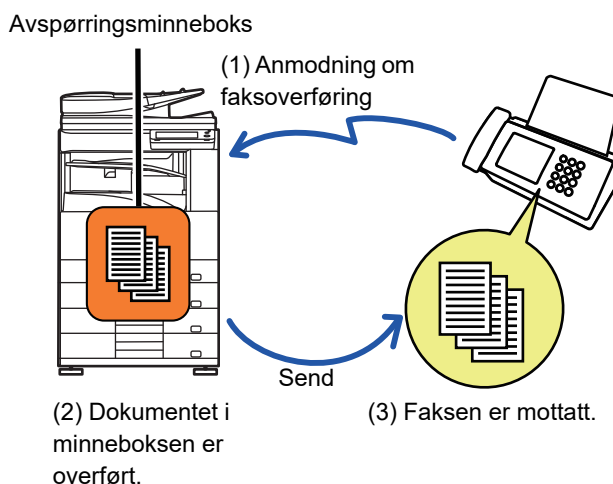 Avspørringsminneboks
(1) Anmodning om
faksoverføring
Send
(2) Dokumentet i
minneboksen er
overført.
(3) Faksen er mottatt.